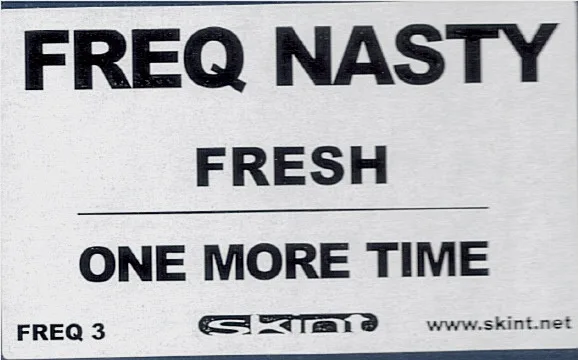 FREQ NASTY
FRESH
ONE MORE TIME
FREQ 3 skint www.skint.net